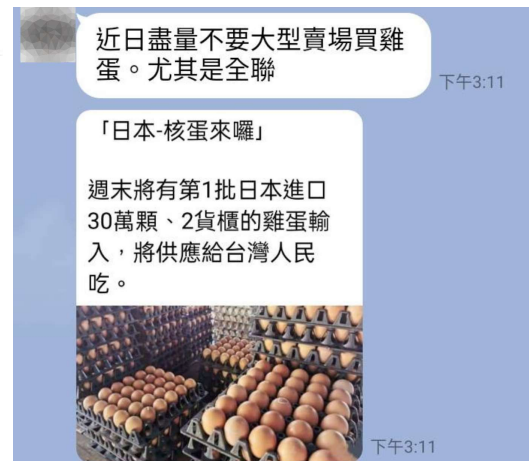 近日盡量不要大型賣場買雞
蛋。尤其是全聯
下午3:11
「日本-核蛋來囉」
週末將有第1批日本進口
30萬顆、2貨櫃的雞蛋輸
入，將供應給台灣人民
吃。
下午3:11